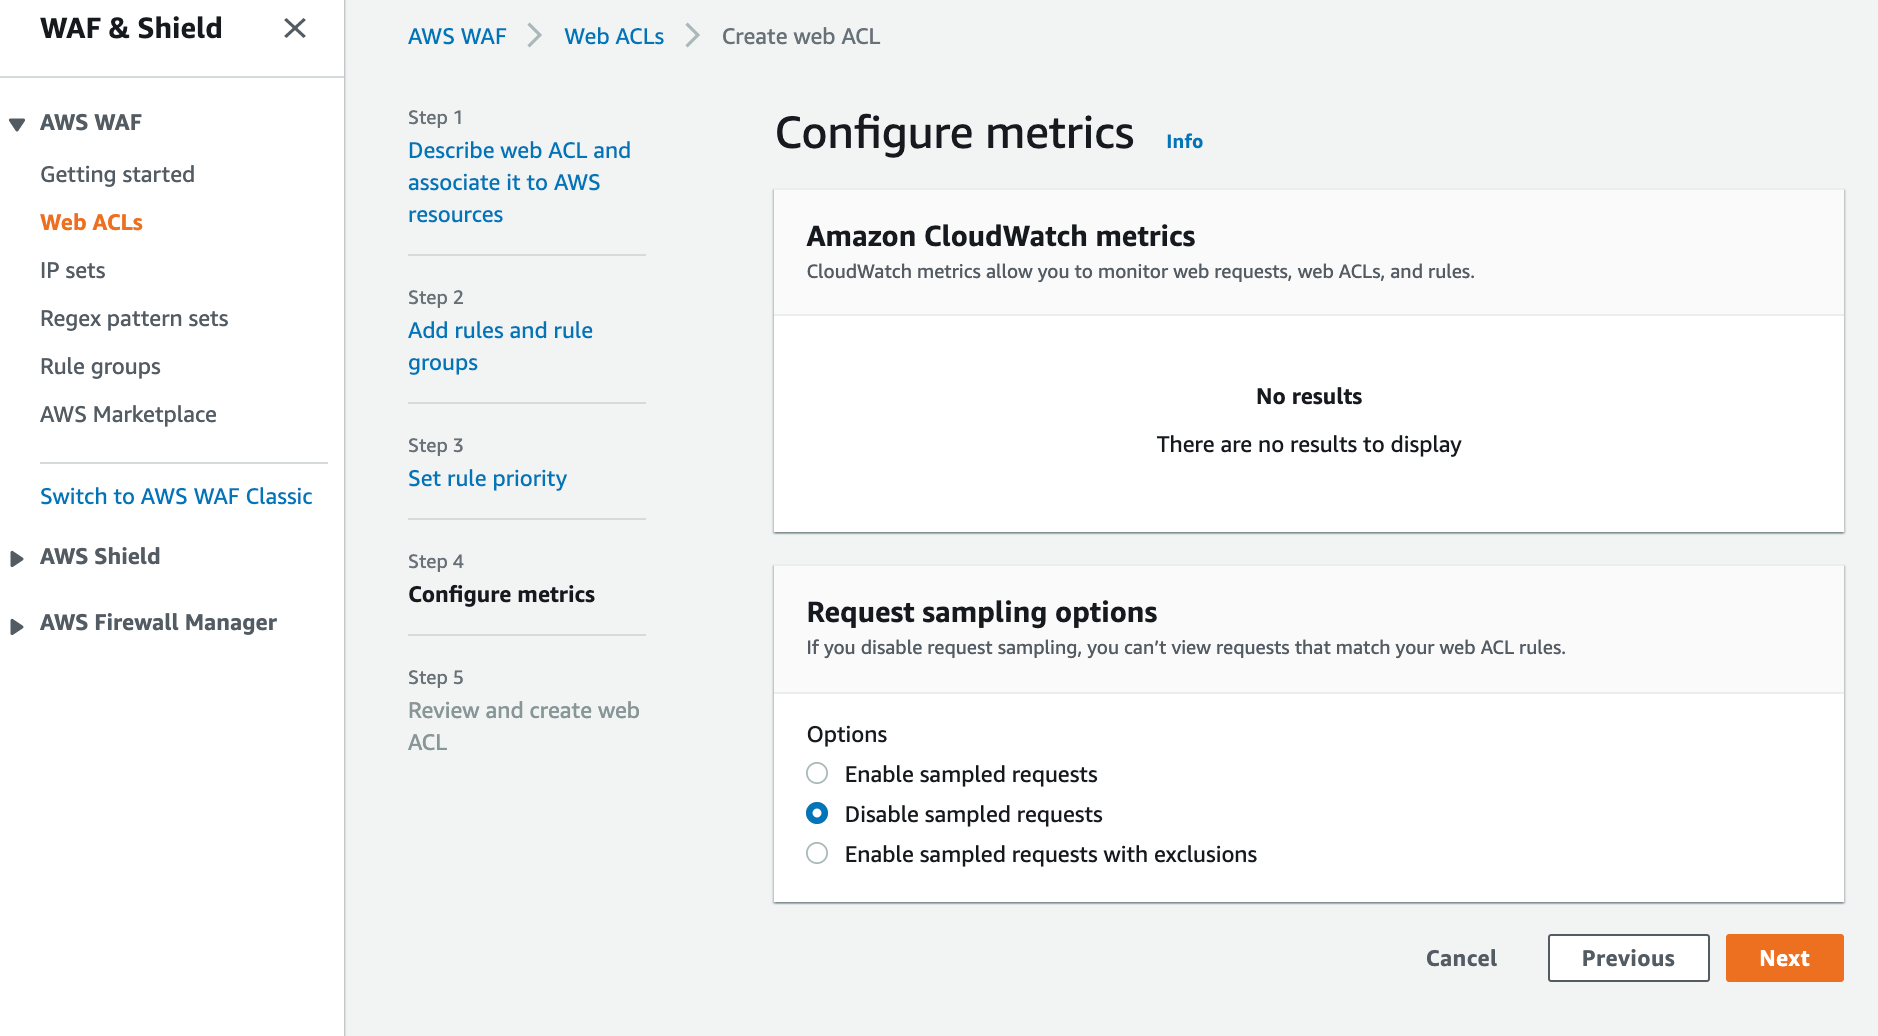 WAF & Shield
AWS WAF
Getting started
Web ACLs
IP sets
Regex pattern sets
Rule groups
AWS Marketplace
Switch to AWS WAF Classic
AWS Shield
AWS Firewall Manager
AWS WAF
Web ACLs
Create web ACL
Step 1
Describe web ACL and
associate it to AWS
resources
Step 2
Add rules and rule
groups
Step 3
Set rule priority
Step 4
Configure metrics
Step 5
Review and create web
ACL
Configure metrics Info
Amazon CloudWatch metrics
CloudWatch metrics allow you to monitor web requests, web ACLs, and rules.
No results
There are no results to display
Request sampling options
If you disable request sampling, you can’t view requests that match your web ACL rules.
Options
Enable sampled requests
Disable sampled requests
Enable sampled requests with exclusions
Cancel
Previous
Next